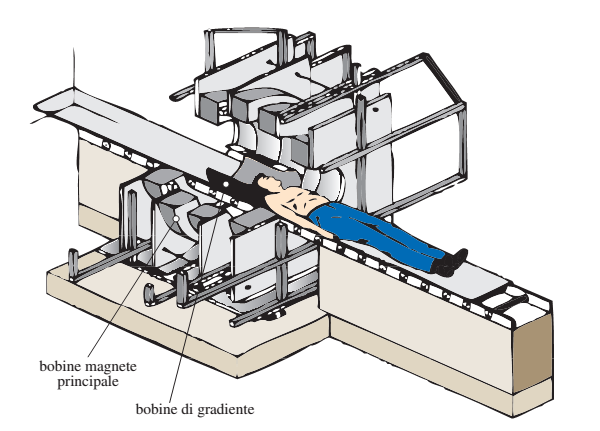 bobine magnete
principale
bobine di gradiente